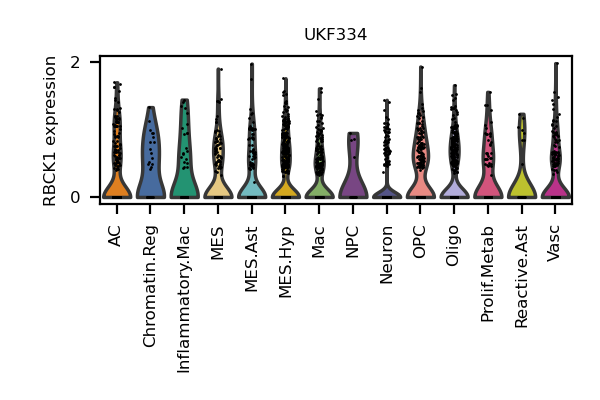 UKF334
RBCK1 expression
2
0
AC
Chromatin.Reg
Inflammatory.Mac
MES
MES.Ast
MES.Hyp
Mac
NPC
Neuron
OPC
Oligo
Prolif.Metab
Reactive.Ast
Vasc